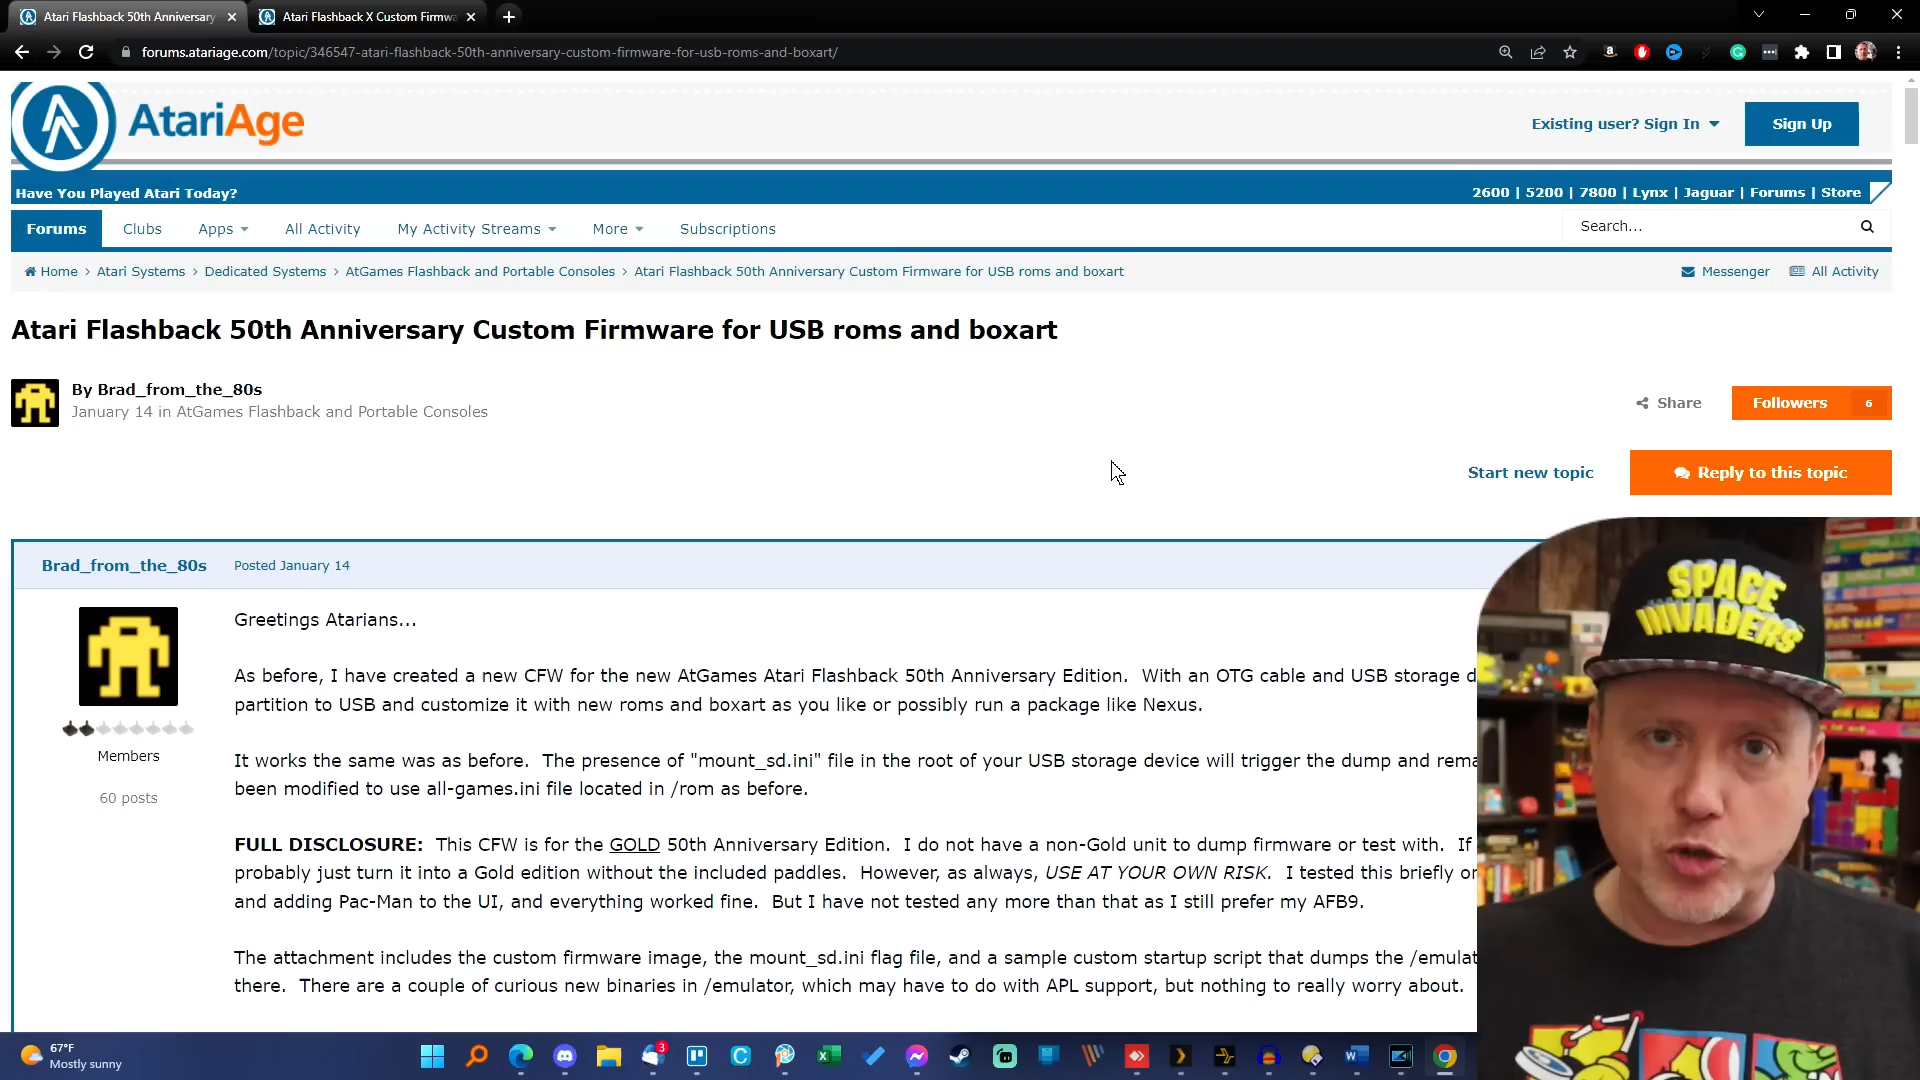 Atari Flashback 50th Anniversary
Atari Flashback X Custom Firmwa
forums.atariage.com/topic/346547-atari-flashback-50th-anniversary-custom-firmware-for-usb-roms-and-boxart/
AtariAge
Existing user? Sign In
Sign Up
Have You Played Atari Today?
2600 | 5200 | 7800 | Lynx | Jaguar | Forums | Store
Forums
Clubs
Apps
All Activity
My Activity Streams
More
Subscriptions
Search...
Home > Atari Systems > Dedicated Systems > AtGames Flashback and Portable Consoles > Atari Flashback 50th Anniversary Custom Firmware for USB roms and boxart
Messenger
All Activity
Atari Flashback 50th Anniversary Custom Firmware for USB roms and boxart
By Brad_from_the_80s
January 14 in AtGames Flashback and Portable Consoles
Share
Followers 6
Start new topic
Reply to this topic
Brad_from_the_80s
Posted January 14
Members
60 posts
Greetings Atarians...
As before, I have created a new CFW for the new AtGames Atari Flashback 50th Anniversary Edition. With an OTG cable and USB storage d
partition to USB and customize it with new roms and boxart as you like or possibly run a package like Nexus.
It works the same was as before. The presence of "mount_sd.ini" file in the root of your USB storage device will trigger the dump and rema
been modified to use all-games.ini file located in /rom as before.
FULL DISCLOSURE: This CFW is for the GOLD 50th Anniversary Edition. I do not have a non-Gold unit to dump firmware or test with. If
probably just turn it into a Gold edition without the included paddles. However, as always, USE AT YOUR OWN RISK. I tested this briefly or
and adding Pac-Man to the UI, and everything worked fine. But I have not tested any more than that as I still prefer my AFB9.
The attachment includes the custom firmware image, the mount_sd.ini flag file, and a sample custom startup script that dumps the /emulat
there. There are a couple of curious new binaries in /emulator, which may have to do with APL support, but nothing to really worry about.
SPACE
INVADERS
67°F
Mostly sunny
3